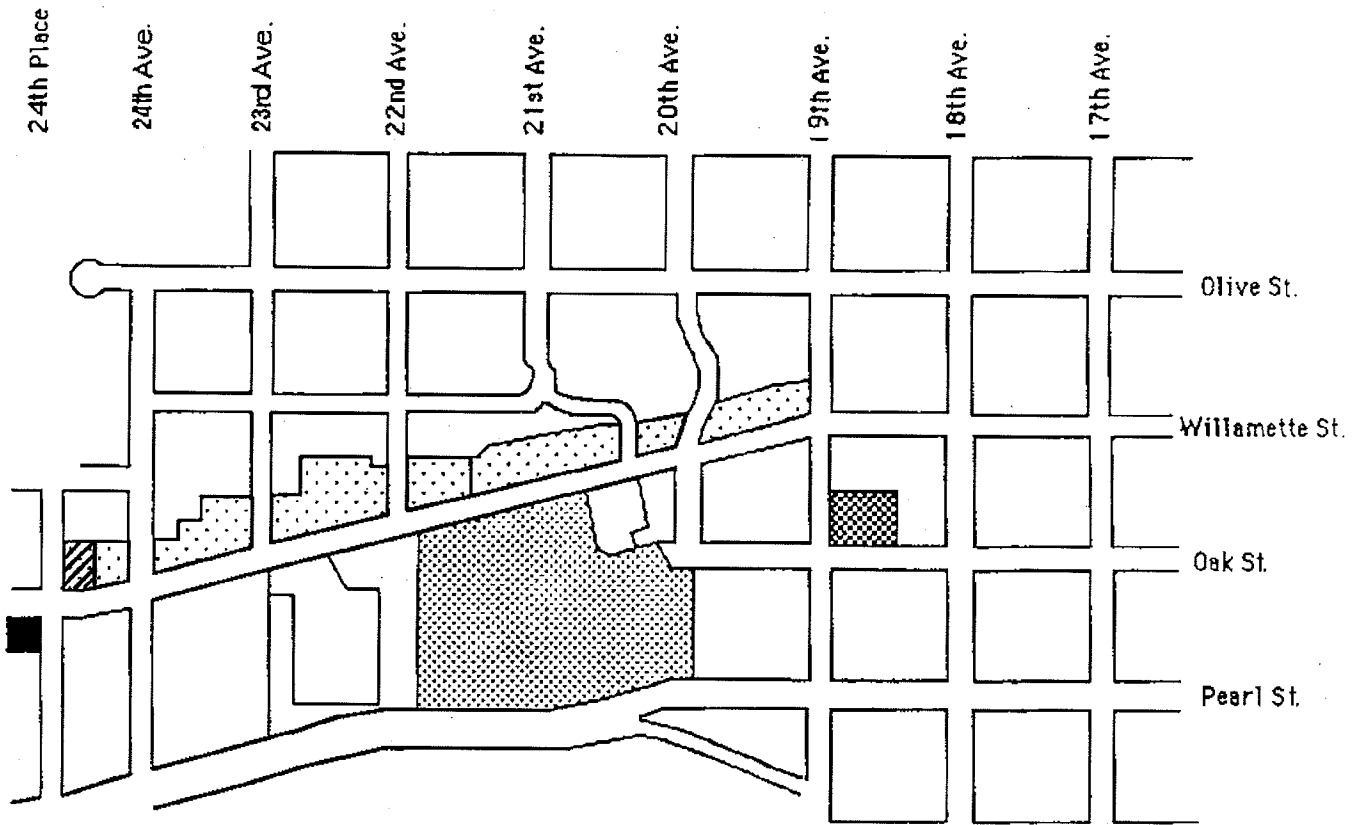 24th Place
24th Ave.
23rd Ave.
22nd Ave.
21st Ave.
20th Ave.
19th Ave.
18th Ave.
17th Ave.
Olive St.
Willamette St.
Oak St.
Pearl St.